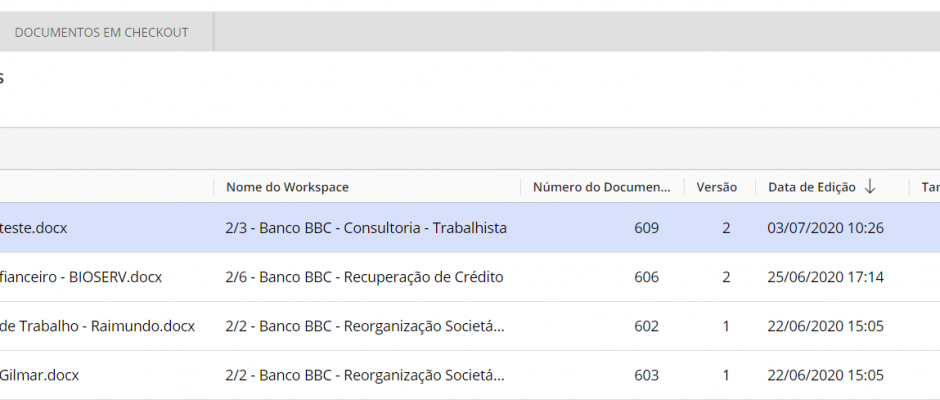 DOCUMENTOS EM CHECKOUT
s
Nome do Workspace Número do Documen... Versão Data de Edição Tar
teste.docx 2/3 - Banco BBC - Consultoria - Trabalhista 609 2 03/07/2020 10:26
fianceiro - BIOSERV.docx 2/6 - Banco BBC - Recuperação de Crédito 606 2 25/06/2020 17:14
de Trabalho - Raimundo.docx 2/2 - Banco BBC - Reorganização Societá... 602 1 22/06/2020 15:05
Gilmar.docx 2/2 - Banco BBC - Reorganização Societá... 603 1 22/06/2020 15:05